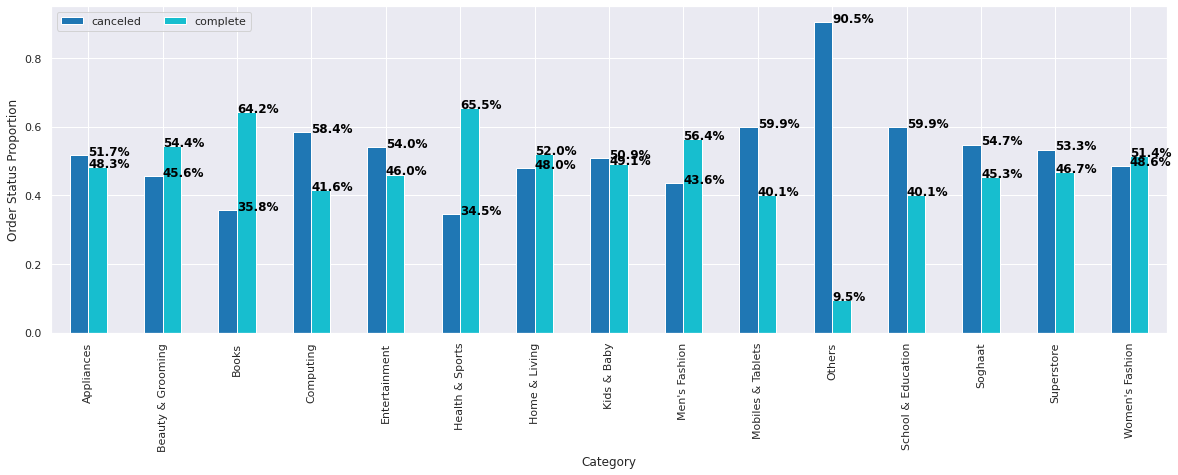 canceled complete
Order Status Proportion
0.8
0.6
0.4
0.2
0.0
51.7%
48.3%
45.6%
54.4%
35.8%
64.2%
58.4%
41.6%
54.0%
46.0%
34.5%
65.5%
48.0%
52.0%
50.9%
49.1%
43.6%
56.4%
59.9%
40.1%
90.5%
9.5%
59.9%
40.1%
54.7%
45.3%
53.3%
46.7%
48.6%
51.4%
Appliances
Beauty & Grooming
Books
Computing
Entertainment
Health & Sports
Home & Living
Kids & Baby
Men's Fashion
Mobiles & Tablets
Others
School & Education
Soghaat
Superstore
Women's Fashion
Category